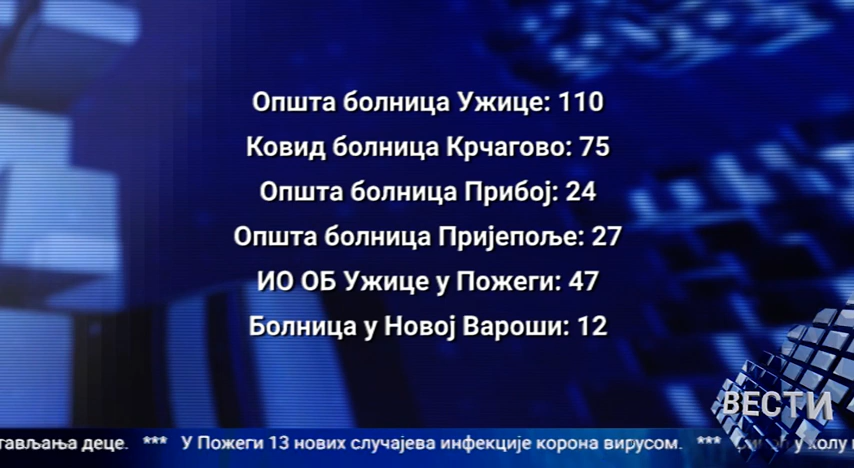 Општа болница Ужице: 110
Ковид болница Крчагово: 75
Општа болница Прибој: 24
Општа болница Пријепоље: 27
ИО ОБ Ужице у Пожеги: 47
Болница у Новој Вароши: 12
ВЕСТИ
деце. *** У Пожеги 13 нових случајева инфекције корона вирусом. *** у холу